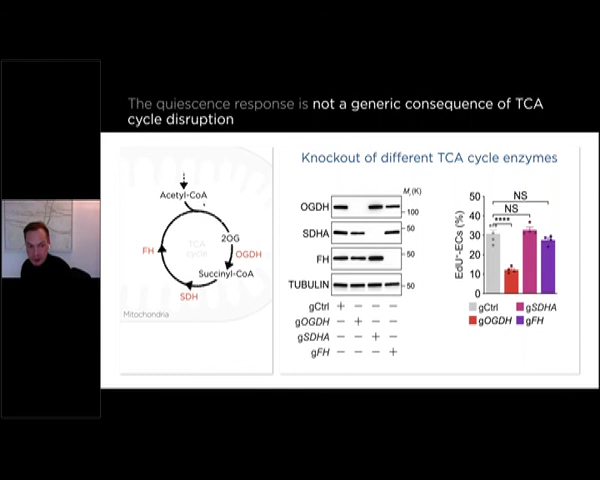 The quiescence response is not a generic consequence of TCA
cycle disruption
Acetyl-CoA
2OG
OGDH
Succinyl-CoA
SDH
FH
TCA
cycle
Mitochondria
Knockout of different TCA cycle enzymes
Mr(K)
OGDH
100
SDHA
50
FH
50
TUBULIN
50
gCtrl + – – –
gOGDH – + – –
gSDHA – – + –
gFH – – – +
EdU⁺-ECs (%)
50
40
30
20
10
0
NS
NS
****
gCtrl
gSDHA
gOGDH
gFH